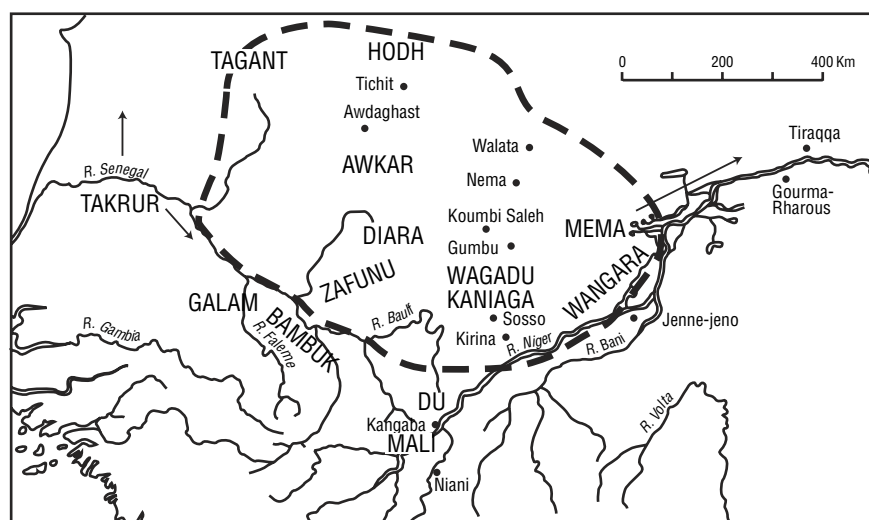 HODH
TAGANT
0 200 400 Km
Tichit
Awdaghast
Tiraqqa
Walata
AWKAR
R. Senegal
Nema
Gourma-
Rharous
TAKRUR
Koumbi Saleh
MEMA
DIARA
Gumbu
ZAFUNU
WAGADU
WANGARA
GALAM
KANIAGA
BAMBUK
R. Baule
Sosso
Jenne-jeno
R. Gambia
R. Faleme
Kirina
R. Niger
R. Bani
DU
R. Volta
Kangaba
MALI
Niani